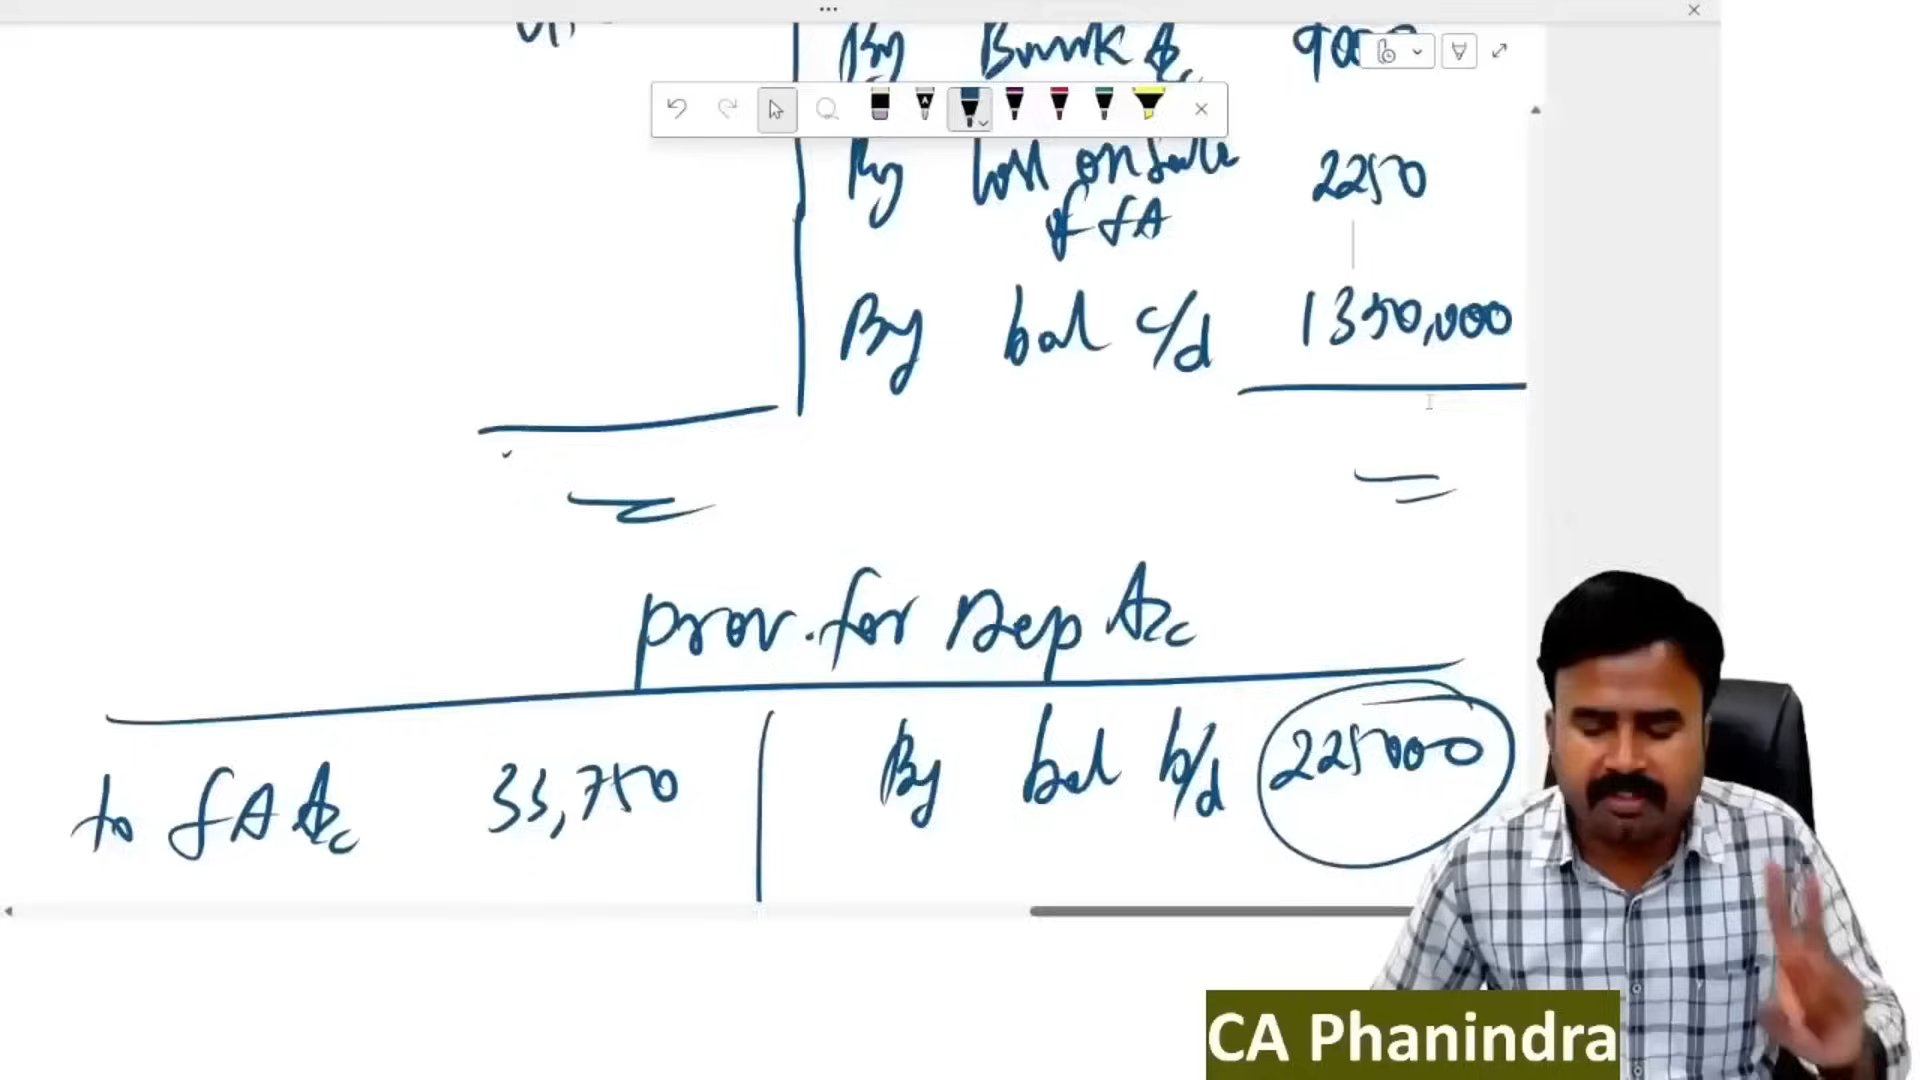 By Bank A/c 900
By loss on sale 2250
of FA
By bal c/d 1350,000
prov. for Dep A/c
to FA A/c 33,750 By bal b/d 225000
CA Phanindra